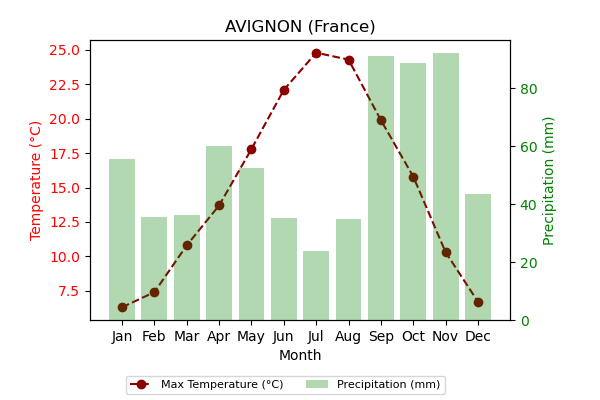 AVIGNON (France)
25.0
22.5
20.0
17.5
15.0
12.5
10.0
7.5
Temperature (°C)
80
60
40
20
0
Precipitation (mm)
Jan Feb Mar Apr May Jun Jul Aug Sep Oct Nov Dec
Month
Max Temperature (°C) Precipitation (mm)